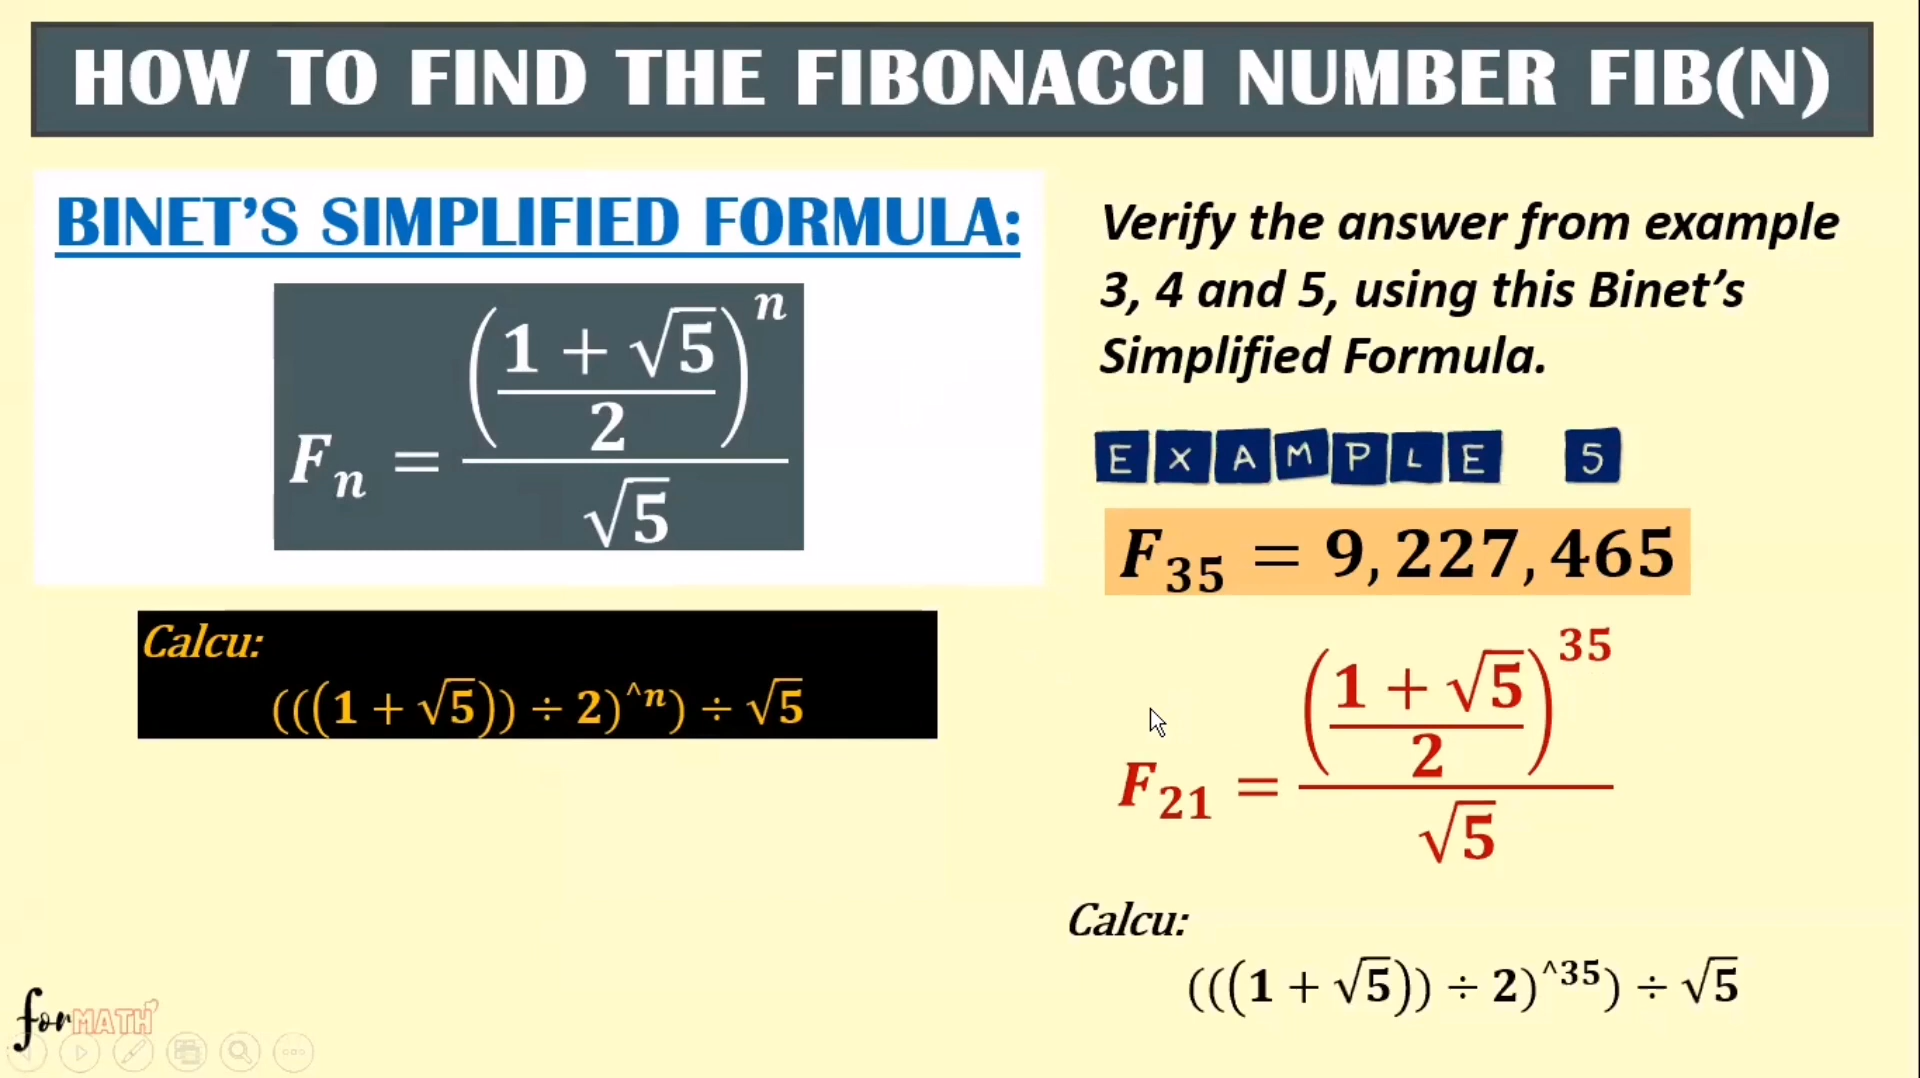 HOW TO FIND THE FIBONACCI NUMBER FIB(N)
BINET'S SIMPLIFIED FORMULA:
Fₙ = ((1 + √5)/2)ⁿ / √5
Calcu:
(((1 + √5)) ÷ 2)^ⁿ) ÷ √5
Verify the answer from example
3, 4 and 5, using this Binet's
Simplified Formula.
EXAMPLE 5
F₃₅ = 9,227,465
F₂₁ = ((1 + √5)/2)³⁵ / √5
Calcu:
(((1 + √5)) ÷ 2)^³⁵) ÷ √5
forMATH